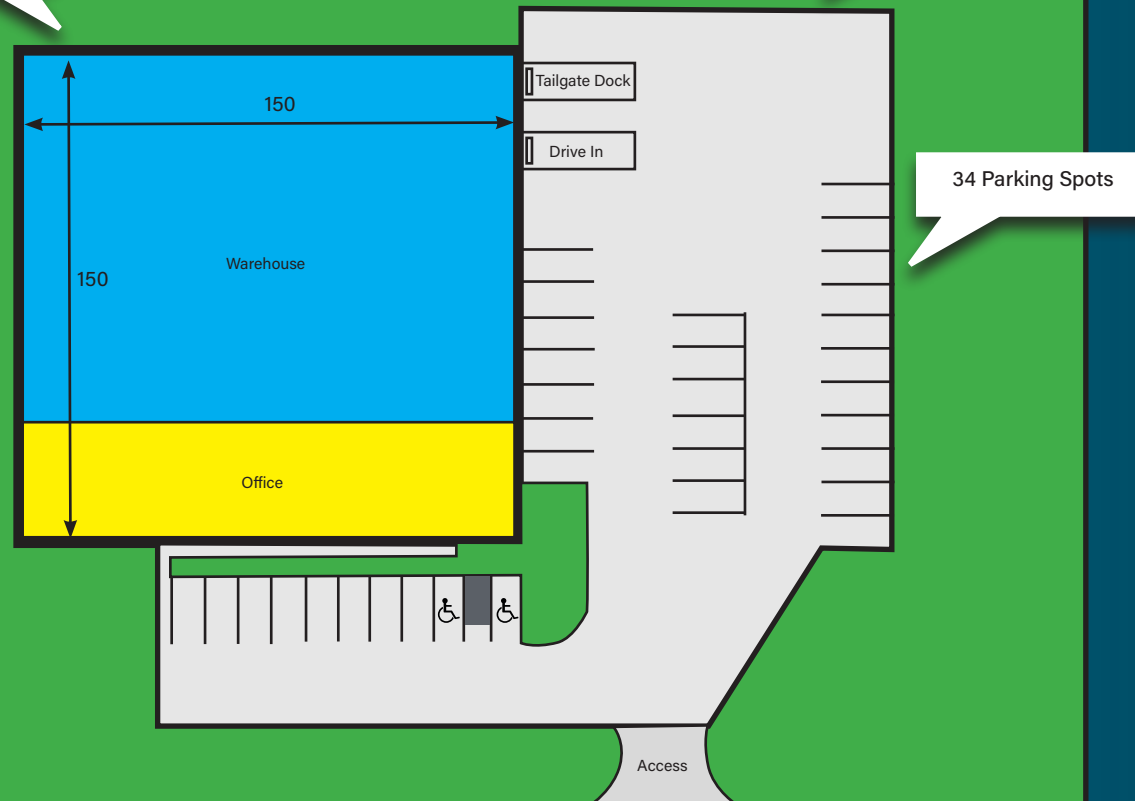 Tailgate Dock
150
Drive In
34 Parking Spots
Warehouse
150
Office
Access